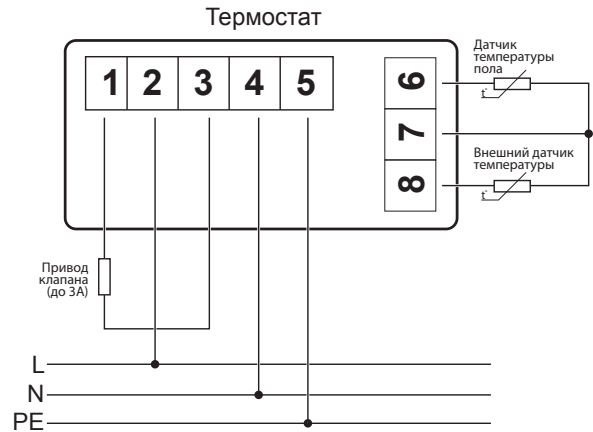 Термостат
1 2 3 4 5
6
7
8
Датчик
температуры
пола
t°
Внешний датчик
температуры
t°
Привод
клапана
(до 3А)
L
N
PE